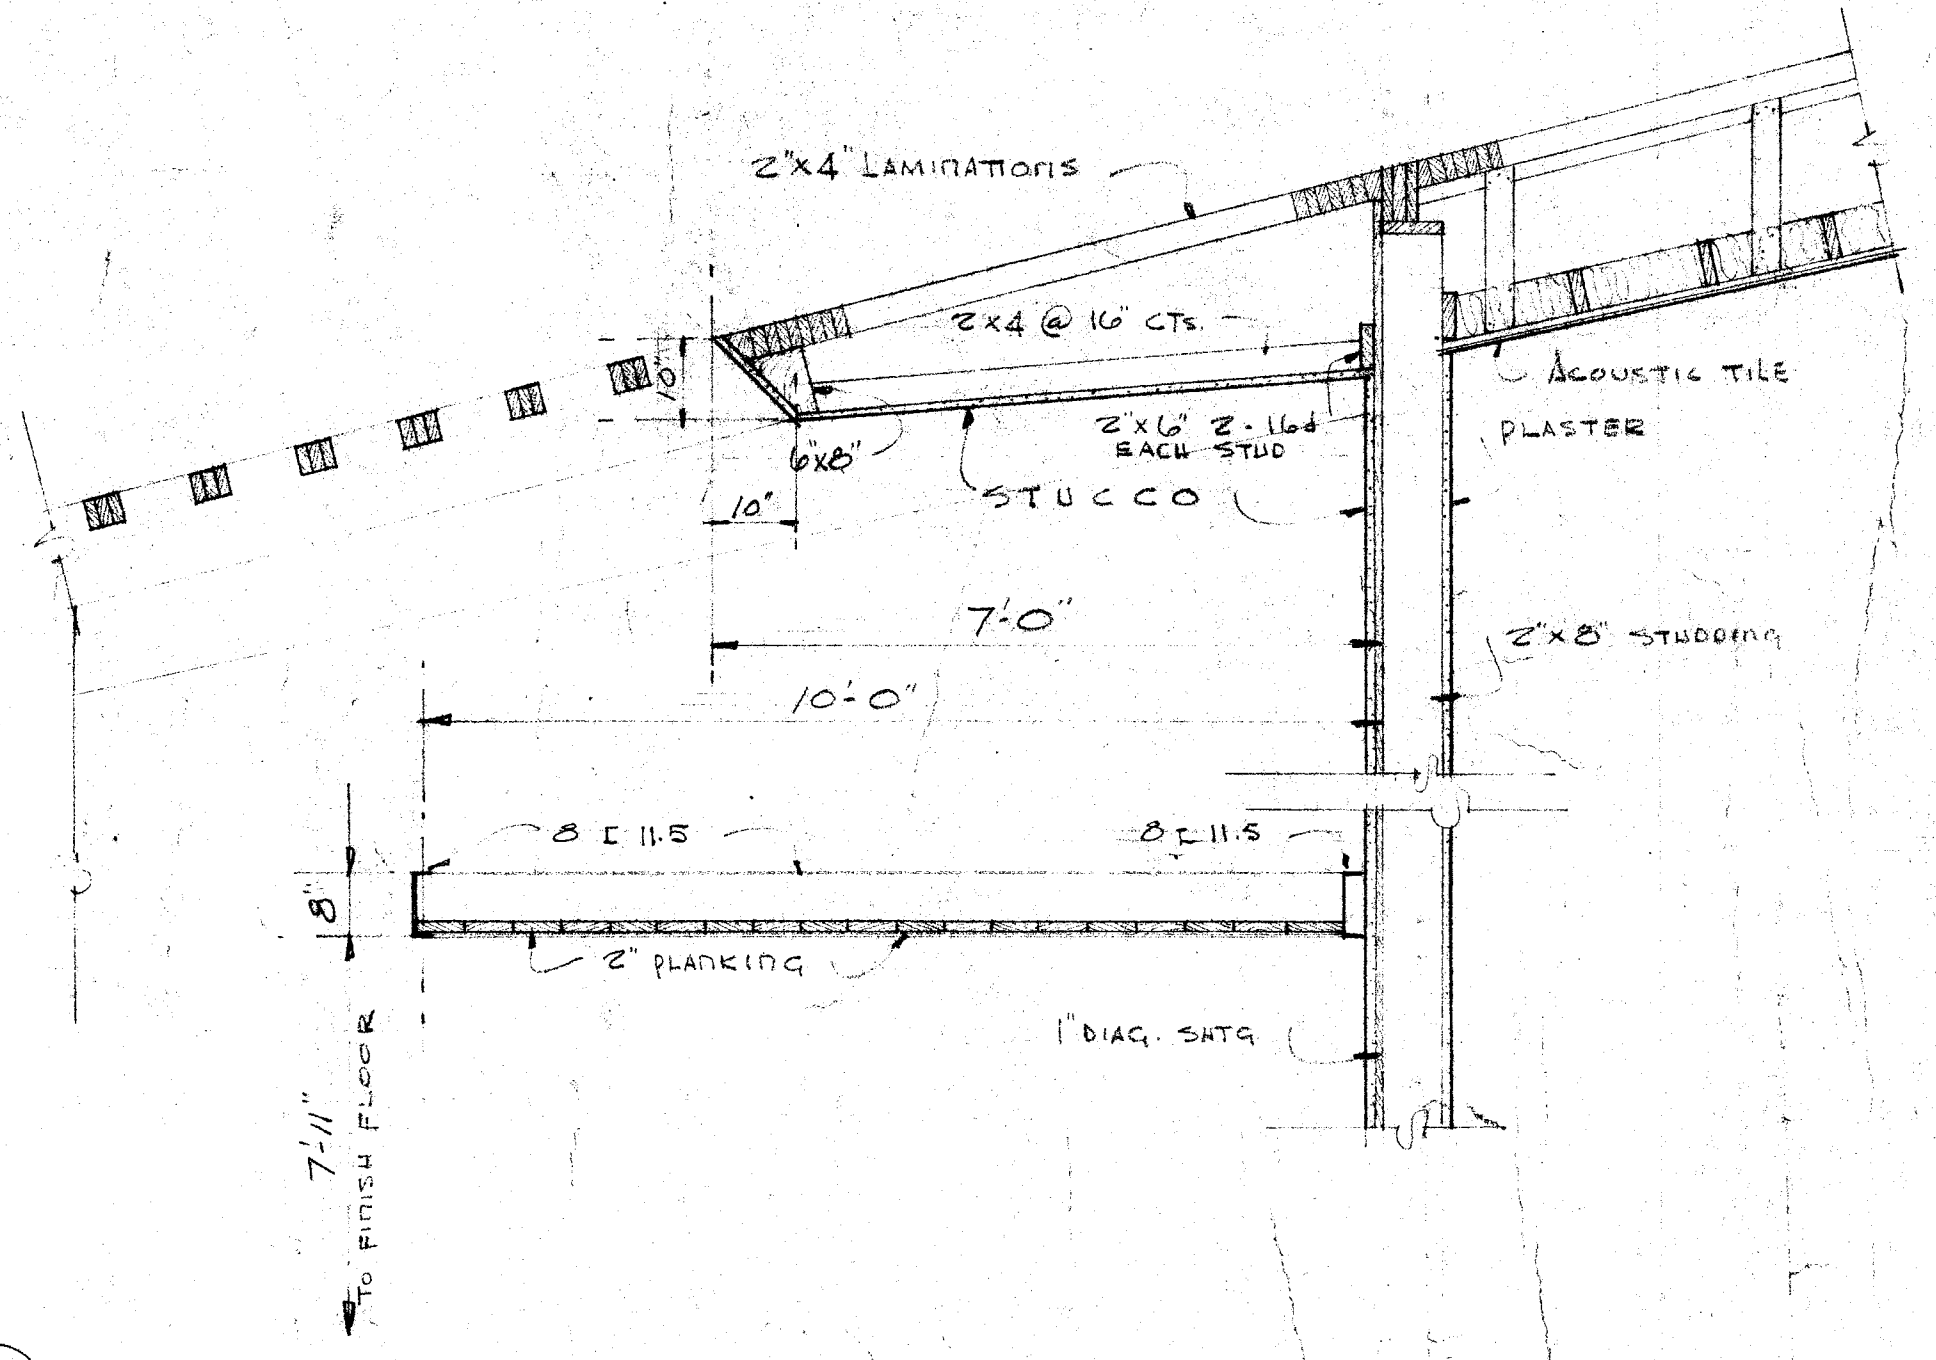 2"x4" LAMINATIONS
2x4 @ 16" CTS.
10"
ACOUSTIC TILE
PLASTER
2"x6" 2-16d
EACH STUD
6"x8"
STUCCO
10"
7'-0"
2"x8" STUDDING
10'-0"
8 [ 11.5
8 [ 11.5
8"
2" PLANKING
1" DIAG. SHTG
7'-11"
TO FINISH FLOOR